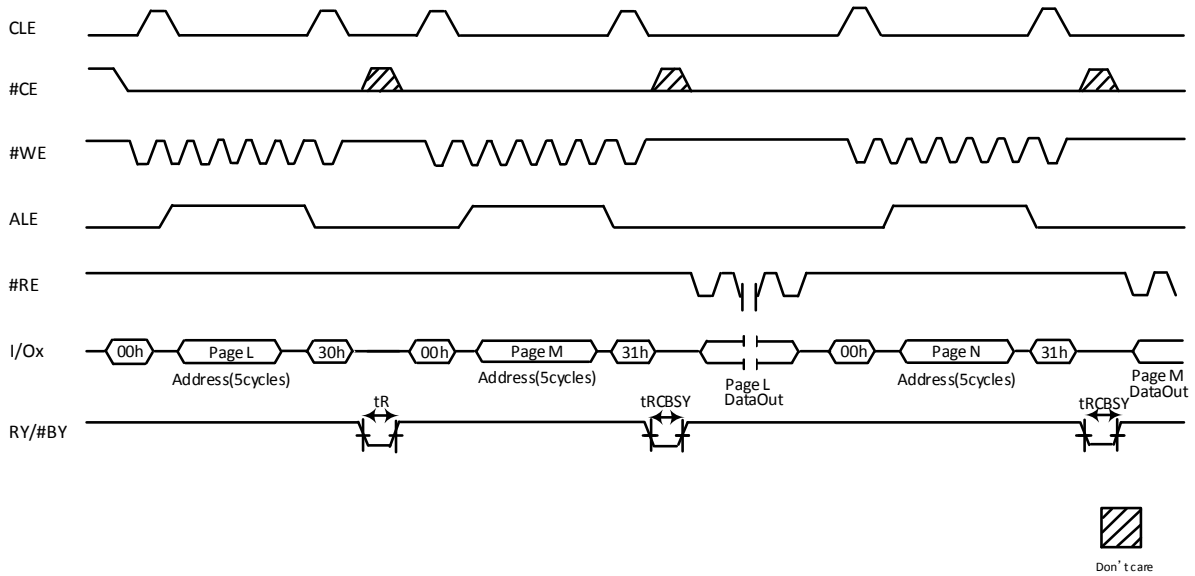 CLE
#CE
#WE
ALE
#RE
I/Ox
00h
Page L
30h
00h
Page M
31h
00h
Page N
31h
Address(5cycles)
Address(5cycles)
Page L
DataOut
Address(5cycles)
Page M
DataOut
RY/#BY
tR
tRCBSY
tRCBSY
Don't care